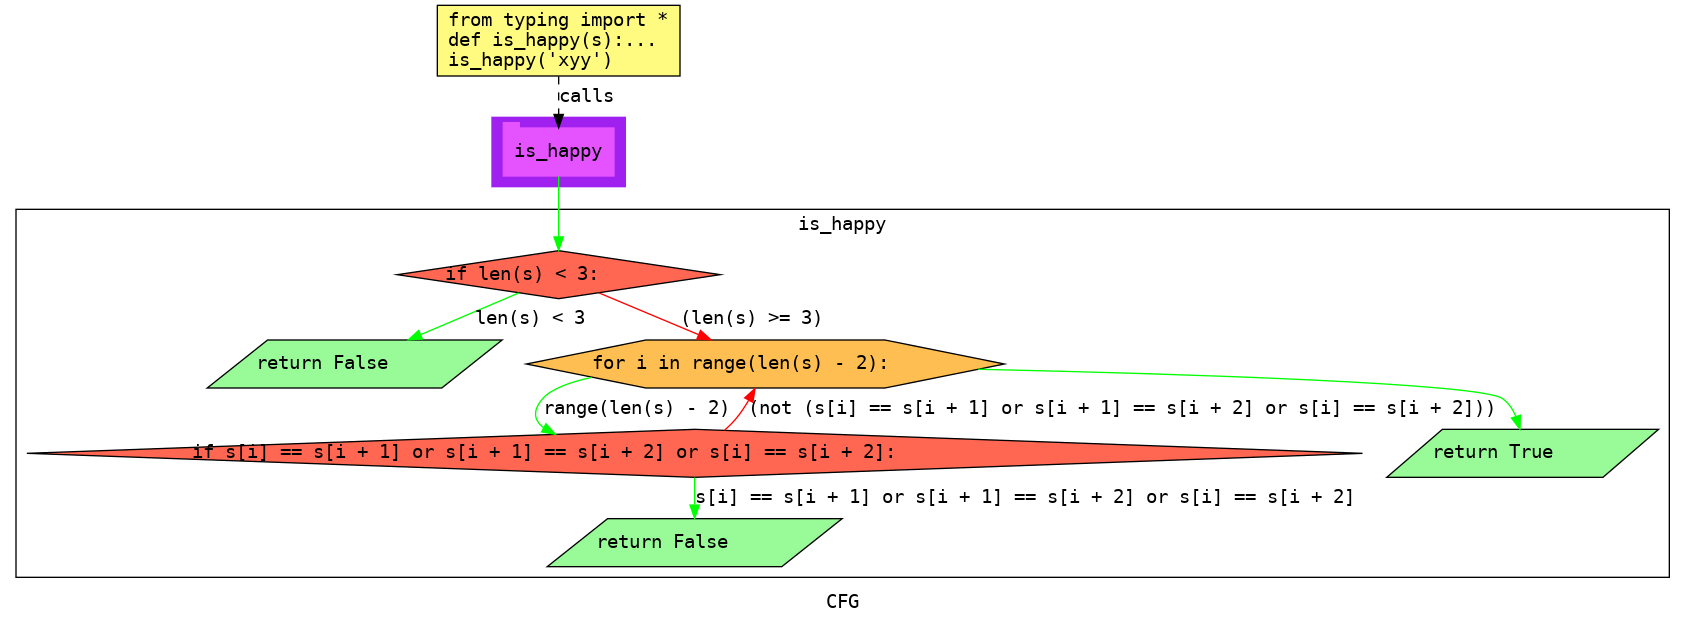 from typing import *
def is_happy(s):...
is_happy('xyy')
calls
is_happy
is_happy
if len(s) < 3:
len(s) < 3
(len(s) >= 3)
return False
for i in range(len(s) - 2):
range(len(s) - 2)
(not (s[i] == s[i + 1] or s[i + 1] == s[i + 2] or s[i] == s[i + 2]))
if s[i] == s[i + 1] or s[i + 1] == s[i + 2] or s[i] == s[i + 2]:
return True
s[i] == s[i + 1] or s[i + 1] == s[i + 2] or s[i] == s[i + 2]
return False
CFG